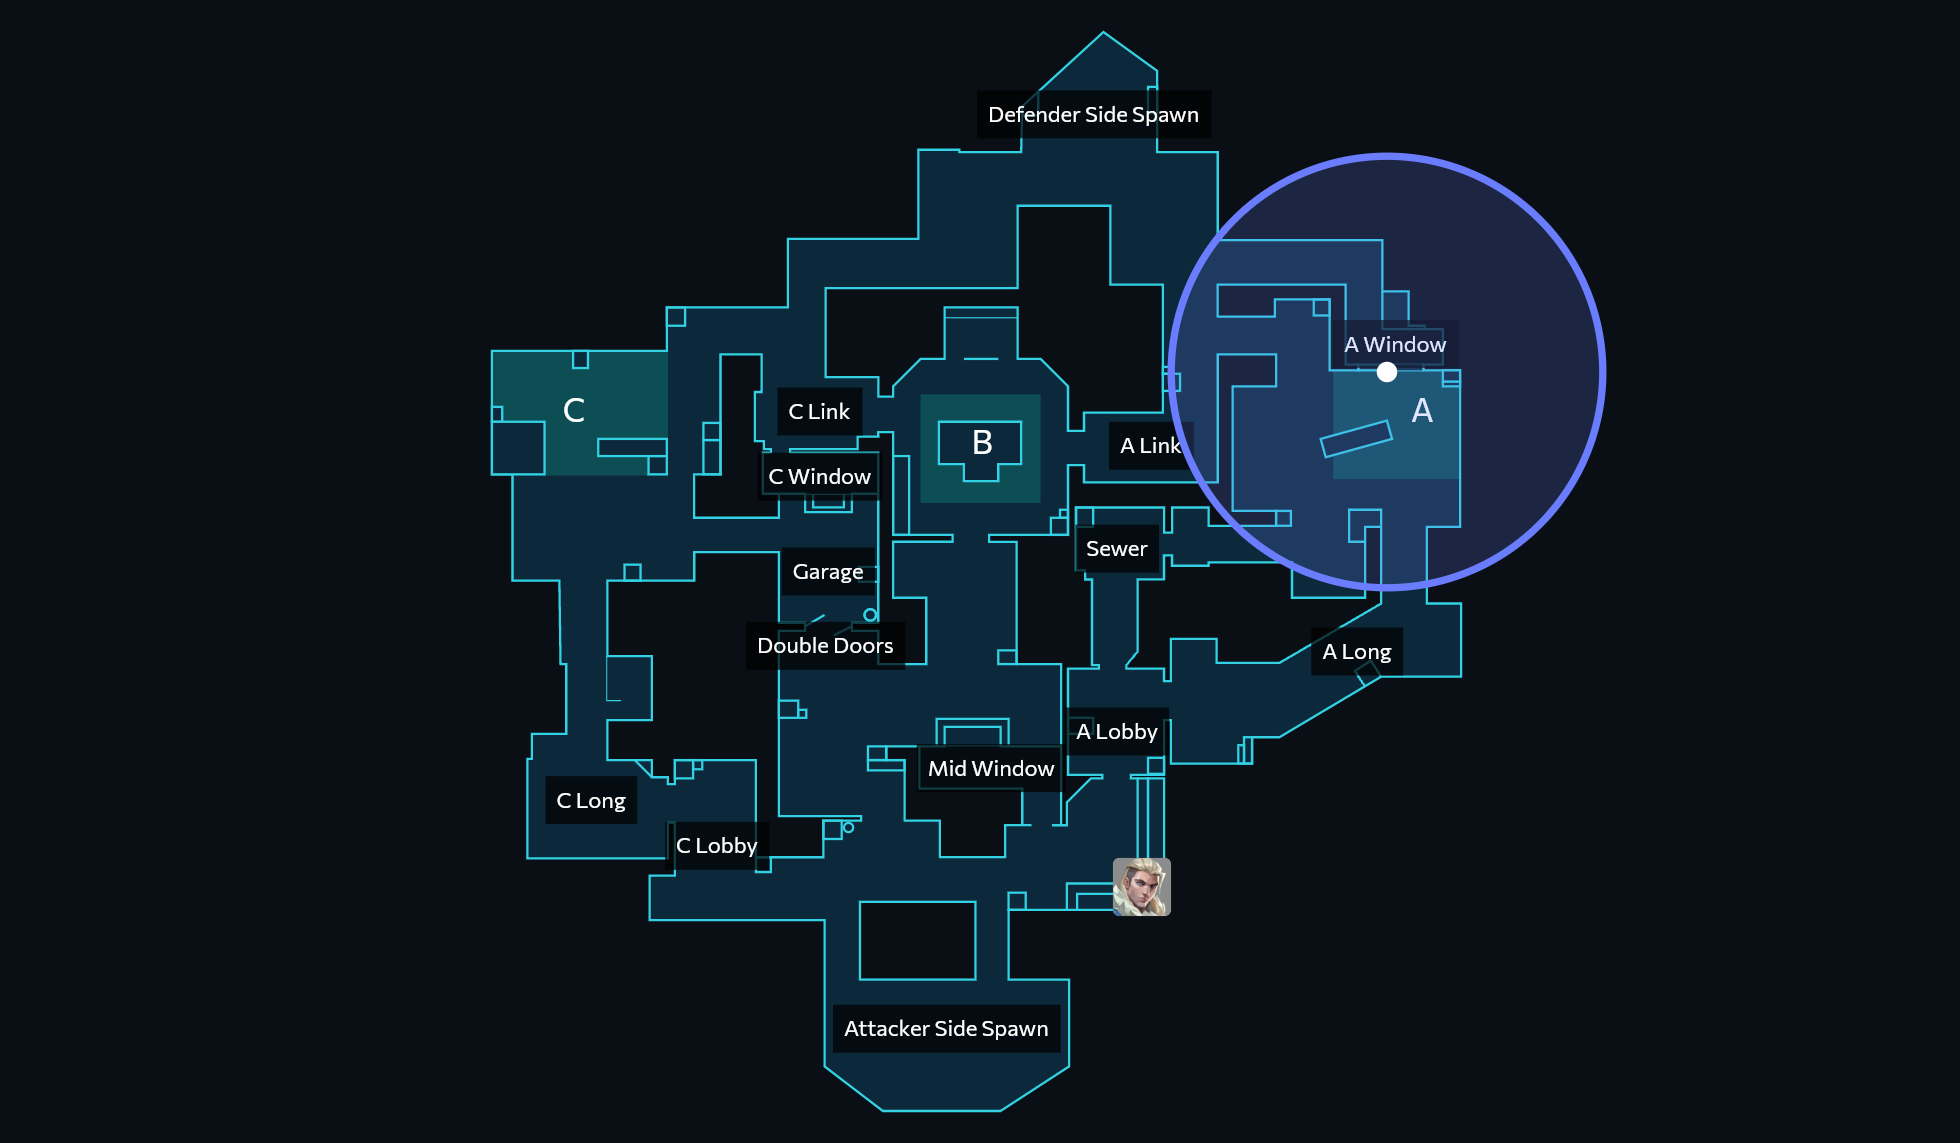 Defender Side Spawn
A Window
C
C Link
B
A Link
A
C Window
Sewer
Garage
Double Doors
A Long
A Lobby
Mid Window
C Long
C Lobby
Attacker Side Spawn